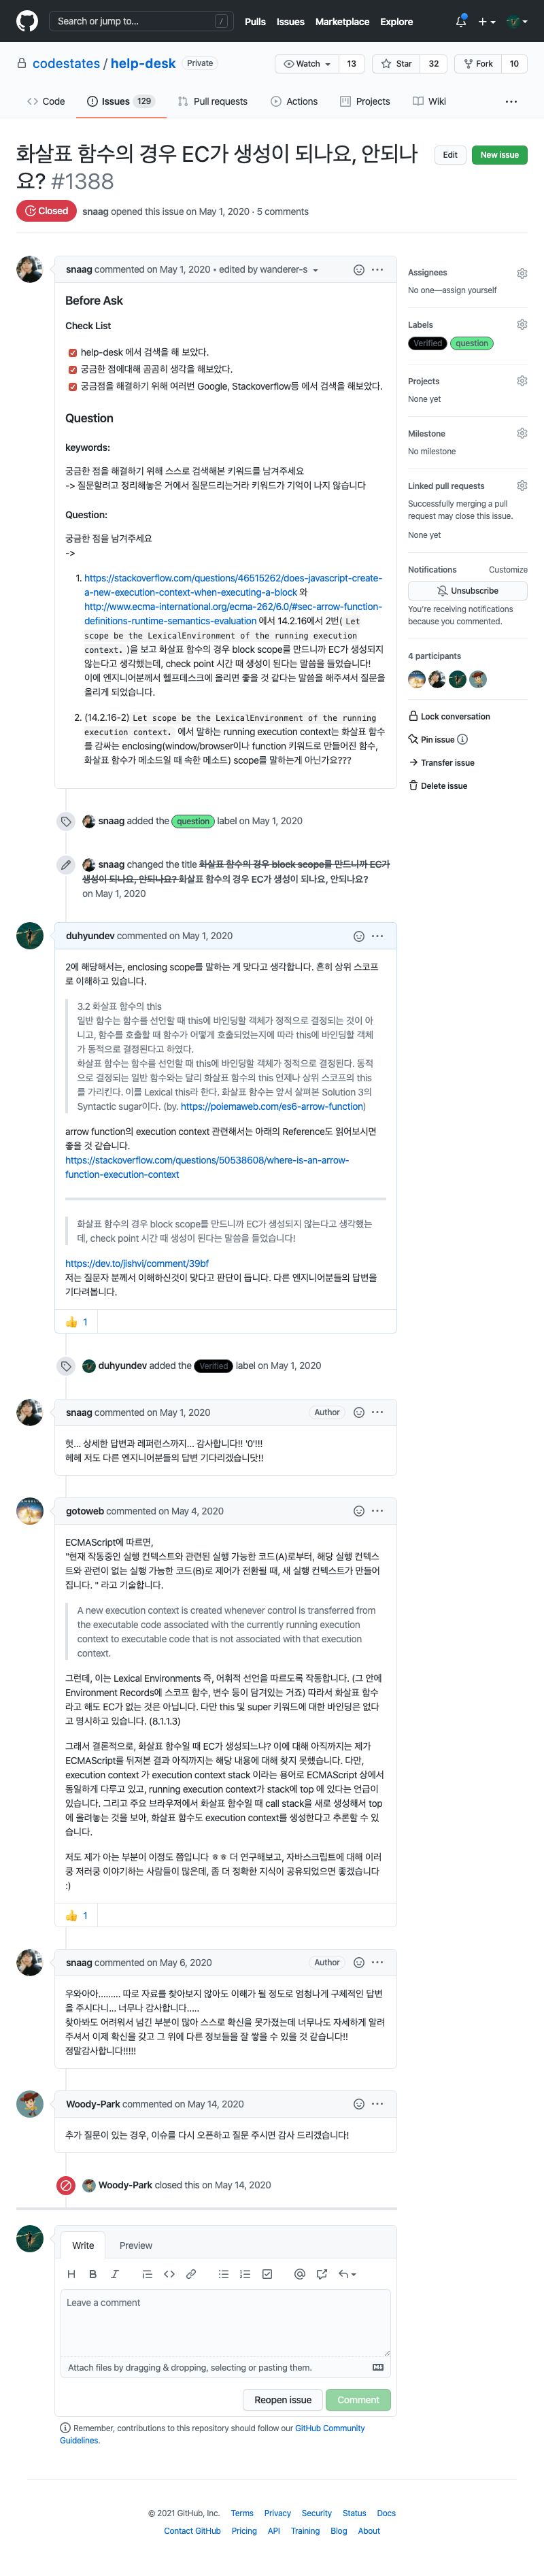 Search or jump to...
/
Pulls Issues Marketplace Explore
codestates / help-desk Private
Watch 13 Star 32 Fork 10
Code Issues 129 Pull requests Actions Projects Wiki
화살표 함수의 경우 EC가 생성이 되나요, 안되나
요? #1388
Edit New issue
Closed snaag opened this issue on May 1, 2020 · 5 comments
snaag commented on May 1, 2020 • edited by wanderer-s
Before Ask
Check List
help-desk 에서 검색을 해 보았다.
궁금한 점에대해 곰곰히 생각을 해보았다.
궁금점을 해결하기 위해 여러번 Google, Stackoverflow등 에서 검색을 해보았다.
Question
keywords:
궁금한 점을 해결하기 위해 스스로 검색해본 키워드를 남겨주세요
-> 질문할려고 정리해놓은 거에서 질문드리는거라 키워드가 기억이 나지 않습니다
Question:
궁금한 점을 남겨주세요
->
1. https://stackoverflow.com/questions/46515262/does-javascript-create-
a-new-execution-context-when-executing-a-block 와
http://www.ecma-international.org/ecma-262/6.0/#sec-arrow-function-
definitions-runtime-semantics-evaluation 에서 14.2.16에서 2번( Let
scope be the LexicalEnvironment of the running execution
context. )을 보고 화살표 함수의 경우 block scope를 만드니까 EC가 생성되지
않는다고 생각했는데, check point 시간 때 생성이 된다는 말씀을 들었습니다!
이에 엔지니어분께서 헬프데스크에 올리면 좋을 것 같다는 말씀을 해주셔서 질문을
올리게 되었습니다.
2. (14.2.16-2) Let scope be the LexicalEnvironment of the running
execution context. 에서 말하는 running execution context는 화살표 함수
를 감싸는 enclosing(window/browser이나 function 키워드로 만들어진 함수,
화살표 함수가 메소드일 때 속한 메소드) scope를 말하는게 아닌가요???
Assignees
No one—assign yourself
Labels
Verified question
Projects
None yet
Milestone
No milestone
Linked pull requests
Successfully merging a pull
request may close this issue.
None yet
Notifications Customize
Unsubscribe
You're receiving notifications
because you commented.
4 participants
Lock conversation
Pin issue
Transfer issue
Delete issue
snaag added the question label on May 1, 2020
snaag changed the title 화살표 함수의 경우 block scope를 만드니까 EC가
생성이 되나요, 안되나요? 화살표 함수의 경우 EC가 생성이 되나요, 안되나요?
on May 1, 2020
duhyundev commented on May 1, 2020
2에 해당해서는, enclosing scope를 말하는 게 맞다고 생각합니다. 흔히 상위 스코프
로 이해하고 있습니다.
3.2 화살표 함수의 this
일반 함수는 함수를 선언할 때 this에 바인딩할 객체가 정적으로 결정되는 것이 아
니고, 함수를 호출할 때 함수가 어떻게 호출되었는지에 따라 this에 바인딩할 객체
가 동적으로 결정된다고 하였다.
화살표 함수는 함수를 선언할 때 this에 바인딩할 객체가 정적으로 결정된다. 동적
으로 결정되는 일반 함수와는 달리 화살표 함수의 this 언제나 상위 스코프의 this
를 가리킨다. 이를 Lexical this라 한다. 화살표 함수는 앞서 살펴본 Solution 3의
Syntactic sugar이다. (by. https://poiemaweb.com/es6-arrow-function)
arrow function의 execution context 관련해서는 아래의 Reference도 읽어보시면
좋을 것 같습니다.
https://stackoverflow.com/questions/50538608/where-is-an-arrow-
function-execution-context
화살표 함수의 경우 block scope를 만드니까 EC가 생성되지 않는다고 생각했는
데, check point 시간 때 생성이 된다는 말씀을 들었습니다!
https://dev.to/jishvi/comment/39bf
저는 질문자 분께서 이해하신것이 맞다고 판단이 듭니다. 다른 엔지니어분들의 답변을
기다려봅니다.
1
duhyundev added the Verified label on May 1, 2020
snaag commented on May 1, 2020 Author
헛... 상세한 답변과 레퍼런스까지... 감사합니다!! '0'!!!
헤헤 저도 다른 엔지니어분들의 답변 기다리겠습니닷!!
gotoweb commented on May 4, 2020
ECMAScript에 따르면,
"현재 작동중인 실행 컨텍스트와 관련된 실행 가능한 코드(A)로부터, 해당 실행 컨텍스
트와 관련이 없는 실행 가능한 코드(B)로 제어가 전환될 때, 새 실행 컨텍스트가 만들어
집니다. " 라고 기술합니다.
A new execution context is created whenever control is transferred from
the executable code associated with the currently running execution
context to executable code that is not associated with that execution
context.
그런데, 이는 Lexical Environments 즉, 어휘적 선언을 따르도록 작동합니다. (그 안에
Environment Records에 스코프 함수, 변수 등이 담겨있는 거죠) 따라서 화살표 함수
라고 해도 EC가 없는 것은 아닙니다. 다만 this 및 super 키워드에 대한 바인딩은 없다
고 명시하고 있습니다. (8.1.1.3)
그래서 결론적으로, 화살표 함수일 때 EC가 생성되느냐? 이에 대해 아직까지는 제가
ECMAScript를 뒤져본 결과 아직까지는 해당 내용에 대해 찾지 못했습니다. 다만,
execution context 가 execution context stack 이라는 용어로 ECMAScript 상에서
동일하게 다루고 있고, running execution context가 stack에 top 에 있다는 언급이
있습니다. 그리고 주요 브라우저에서 화살표 함수일 때 call stack을 새로 생성해서 top
에 올려놓는 것을 보아, 화살표 함수도 execution context를 생성한다고 추론할 수 있
습니다.
저도 제가 아는 부분이 이정도 쯤입니다 ㅎㅎ 더 연구해보고, 자바스크립트에 대해 이러
쿵 저러쿵 이야기하는 사람들이 많은데, 좀 더 정확한 지식이 공유되었으면 좋겠습니다
:)
1
snaag commented on May 6, 2020 Author
우와아아......... 따로 자료를 찾아보지 않아도 이해가 될 정도로 엄청나게 구체적인 답변
을 주시다니... 너무나 감사합니다.....
찾아봐도 어려워서 넘긴 부분이 많아 스스로 확신을 못가졌는데 너무나도 자세하게 알려
주셔서 이제 확신을 갖고 그 위에 다른 정보들을 잘 쌓을 수 있을 것 같습니다!!
정말감사합니다!!!!!
Woody-Park commented on May 14, 2020
추가 질문이 있는 경우, 이슈를 다시 오픈하고 질문 주시면 감사 드리겠습니다!
Woody-Park closed this on May 14, 2020
Write Preview
Leave a comment
Attach files by dragging & dropping, selecting or pasting them.
Reopen issue Comment
Remember, contributions to this repository should follow our GitHub Community
Guidelines.
© 2021 GitHub, Inc. Terms Privacy Security Status Docs
Contact GitHub Pricing API Training Blog About